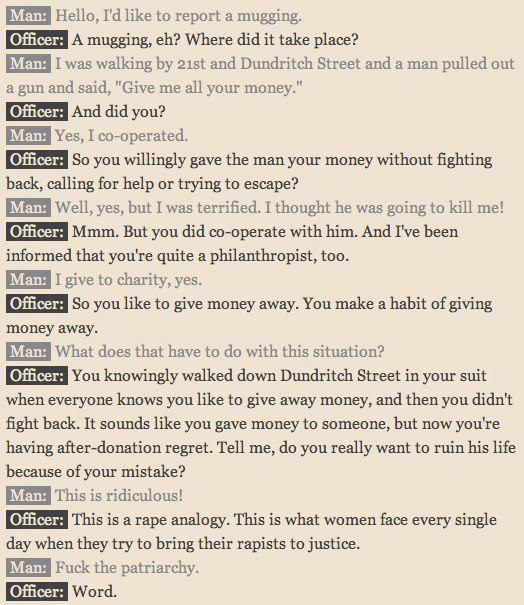 Man: Hello, I'd like to report a mugging.
Officer: A mugging, eh? Where did it take place?
Man: I was walking by 21st and Dundritch Street and a man pulled out
a gun and said, "Give me all your money."
Officer: And did you?
Man: Yes, I co-operated.
Officer: So you willingly gave the man your money without fighting
back, calling for help or trying to escape?
Man: Well, yes, but I was terrified. I thought he was going to kill me!
Officer: Mmm. But you did co-operate with him. And I've been
informed that you're quite a philanthropist, too.
Man: I give to charity, yes.
Officer: So you like to give money away. You make a habit of giving
money away.
Man: What does that have to do with this situation?
Officer: You knowingly walked down Dundritch Street in your suit
when everyone knows you like to give away money, and then you didn't
fight back. It sounds like you gave money to someone, but now you're
having after-donation regret. Tell me, do you really want to ruin his life
because of your mistake?
Man: This is ridiculous!
Officer: This is a rape analogy. This is what women face every single
day when they try to bring their rapists to justice.
Man: Fuck the patriarchy.
Officer: Word.